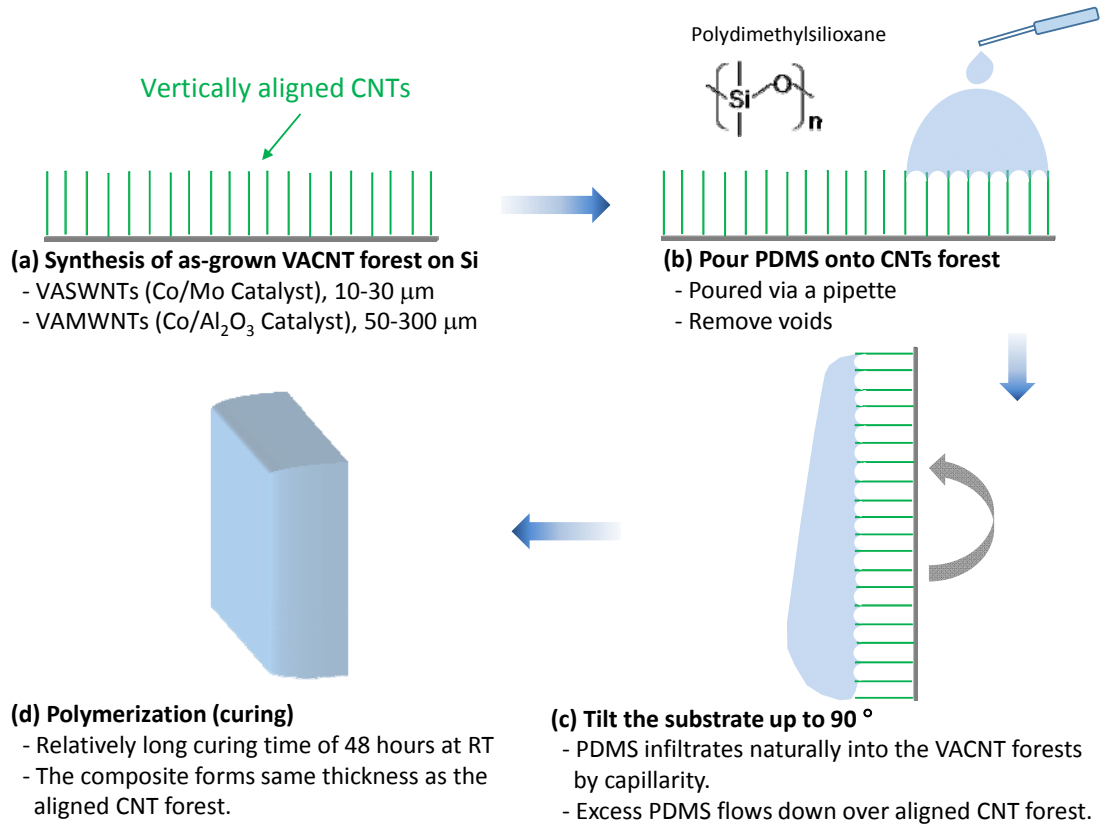 Polydimethylsilioxane
Si
O
n
Vertically aligned CNTs
(a) Synthesis of as-grown VACNT forest on Si
- VASWNTs (Co/Mo Catalyst), 10-30 μm
- VAMWNTs (Co/Al₂O₃ Catalyst), 50-300 μm
(b) Pour PDMS onto CNTs forest
- Poured via a pipette
- Remove voids
(d) Polymerization (curing)
- Relatively long curing time of 48 hours at RT
- The composite forms same thickness as the
aligned CNT forest.
(c) Tilt the substrate up to 90 °
- PDMS infiltrates naturally into the VACNT forests
by capillarity.
- Excess PDMS flows down over aligned CNT forest.